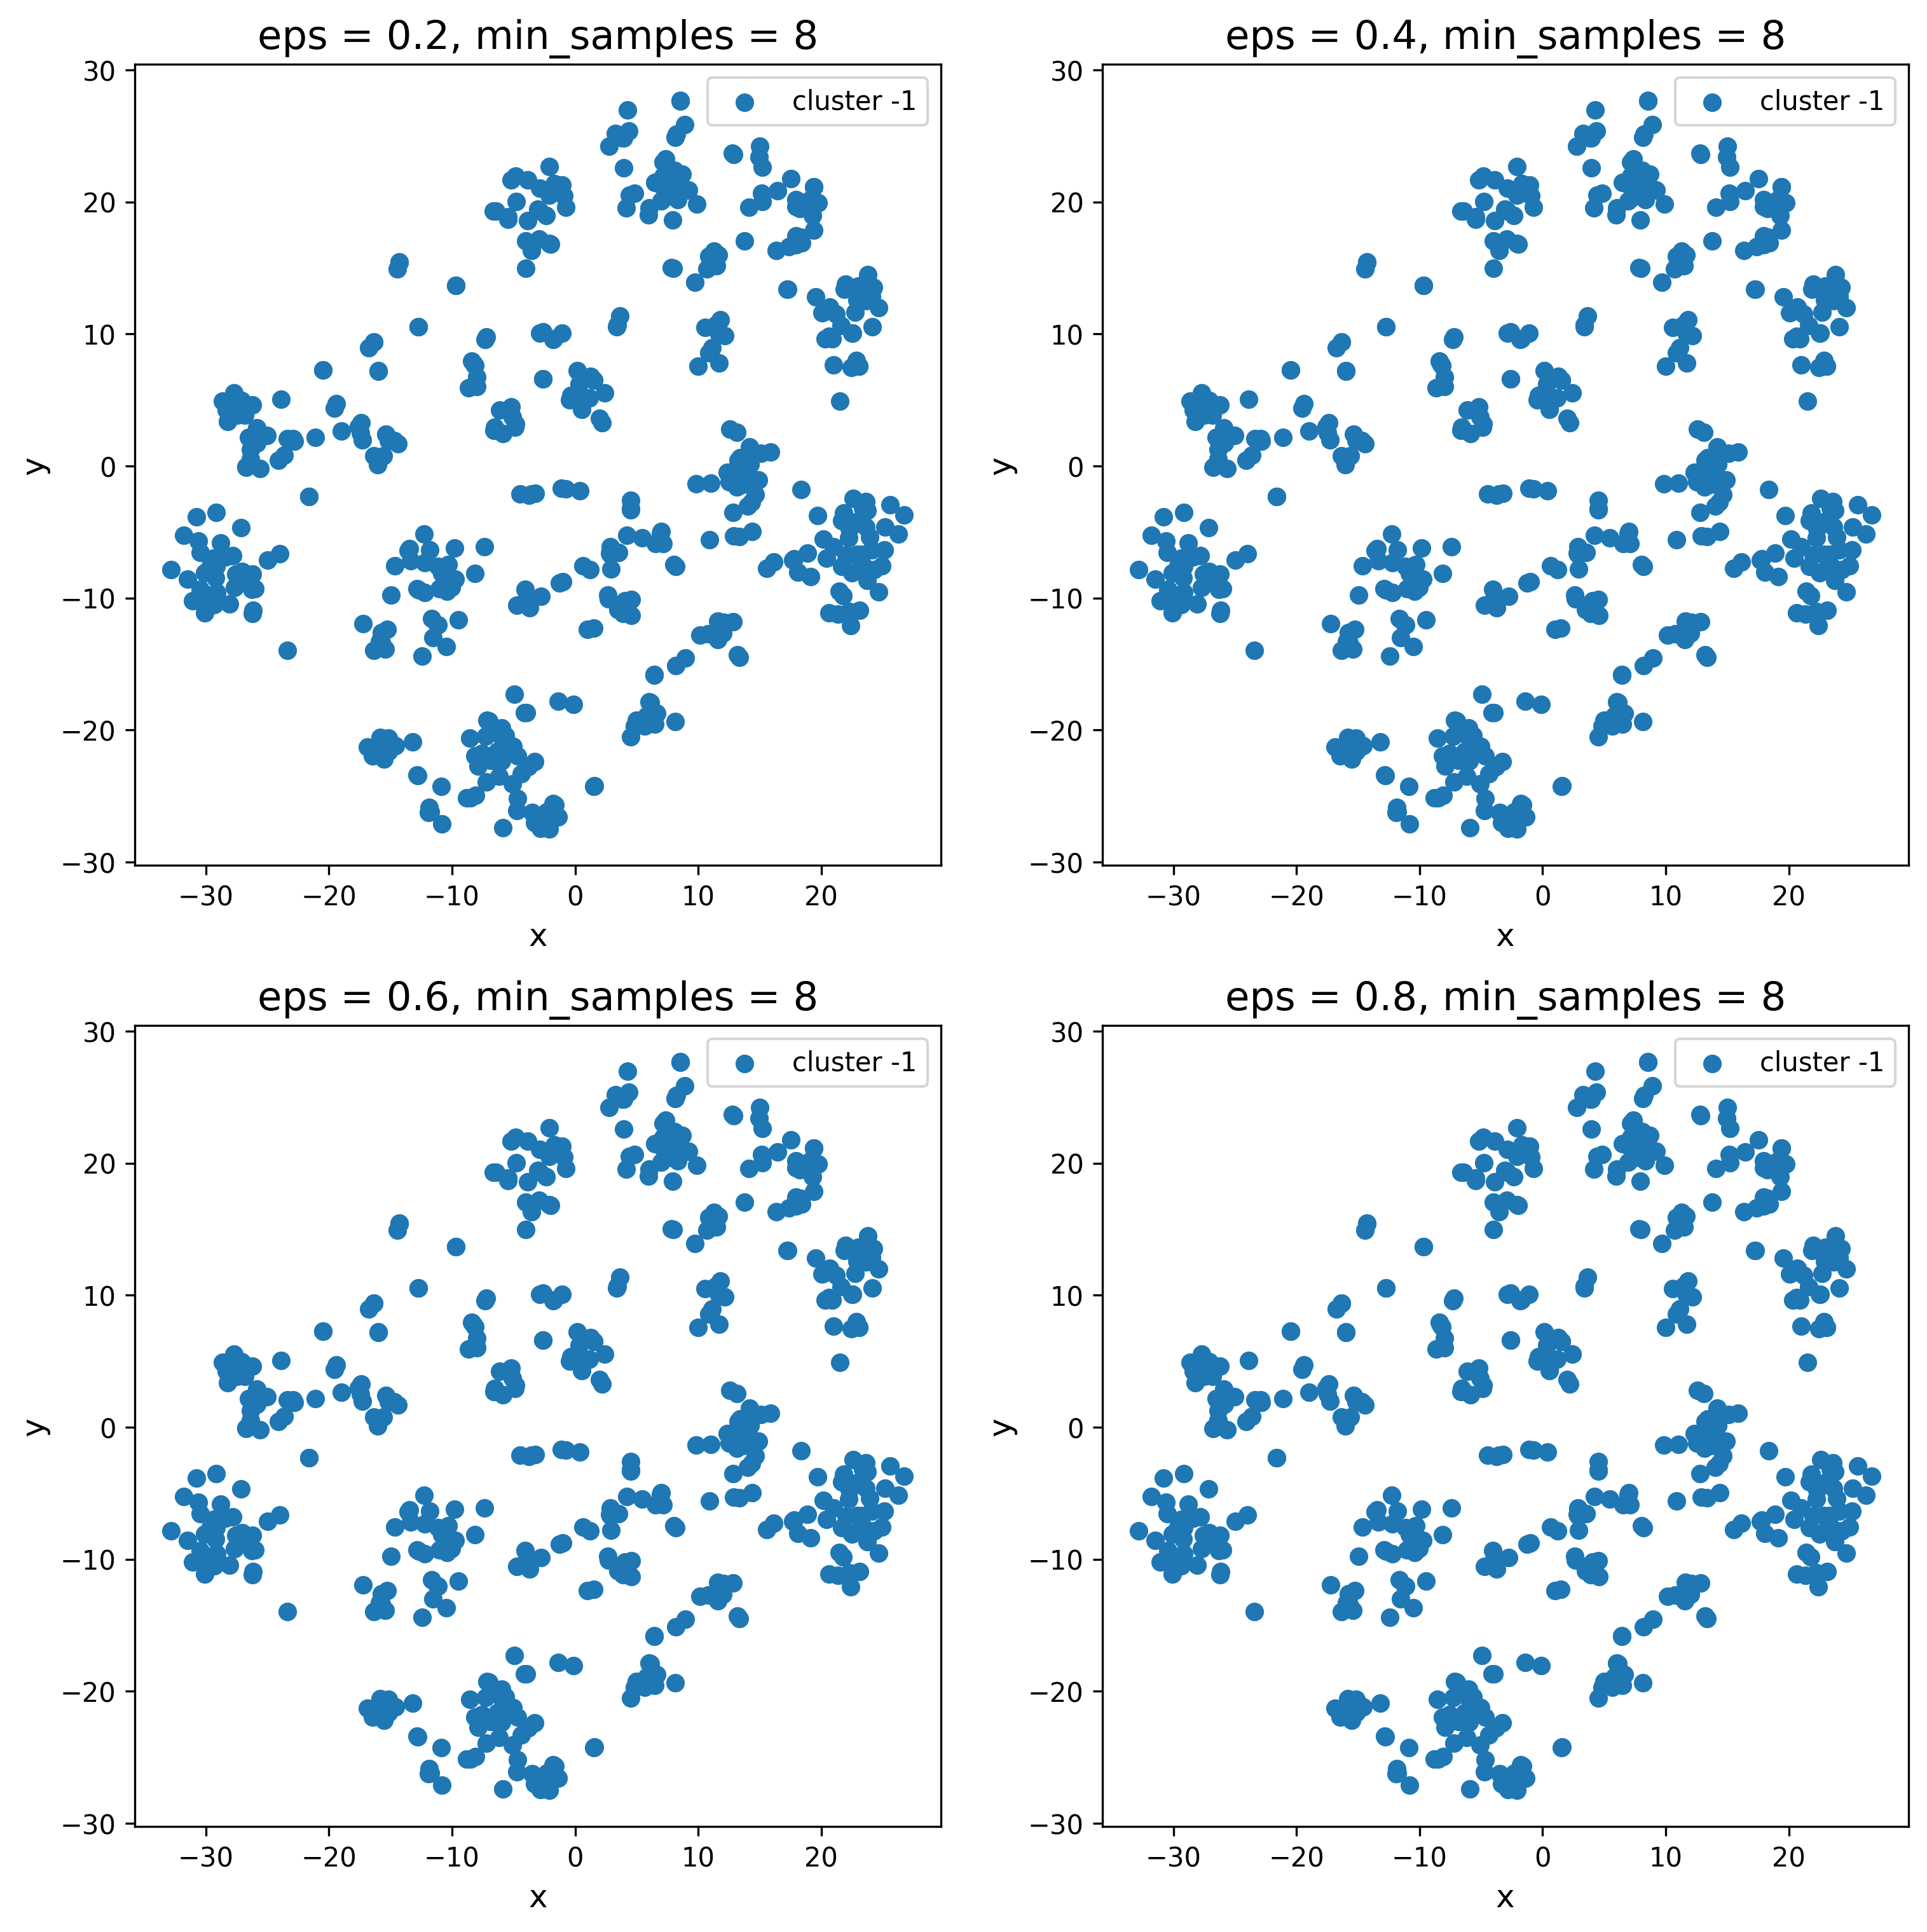 eps = 0.2, min_samples = 8
cluster -1
30
20
10
0
−10
−20
−30
y
−30 −20 −10 0 10 20
x
eps = 0.4, min_samples = 8
cluster -1
30
20
10
0
−10
−20
−30
y
−30 −20 −10 0 10 20
x
eps = 0.6, min_samples = 8
cluster -1
30
20
10
0
−10
−20
−30
y
−30 −20 −10 0 10 20
x
eps = 0.8, min_samples = 8
cluster -1
30
20
10
0
−10
−20
−30
y
−30 −20 −10 0 10 20
x